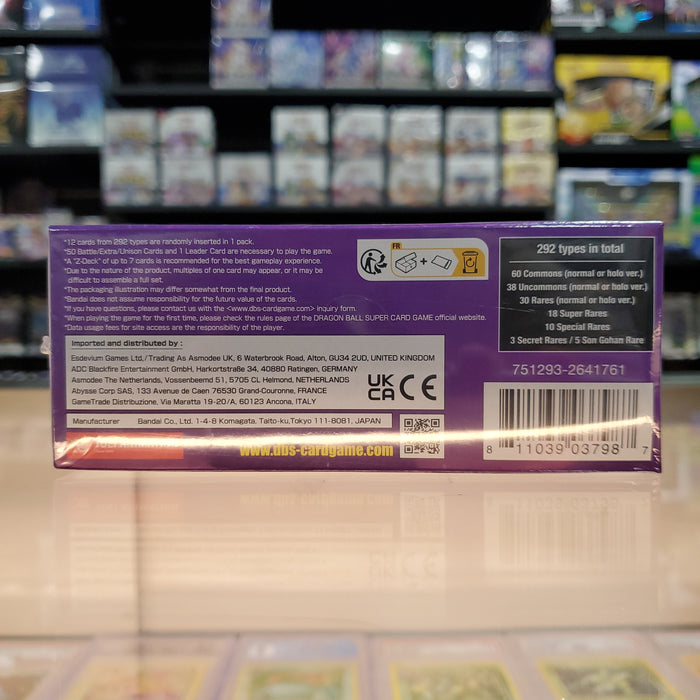 *12 cards from 292 types are randomly inserted in 1 pack.
*50 Battle/Extra/Unison Cards and 1 Leader Card are necessary to play the game.
*A "Z-Deck" of up to 7 cards is recommended for the best gameplay experience.
*Due to the nature of the product, multiples of one card may appear, or it may be
difficult to assemble a full set.
*The packaging illustration may differ somewhat from the final product.
*Bandai does not assume responsibility for the future value of the cards.
*If you have questions, please contact us with the <www.dbs-cardgame.com> inquiry form.
*When playing the game for the first time, please check the rules page of the DRAGON BALL SUPER CARD GAME official website.
*Data usage fees for site access are the responsibility of the player.
FR
+
292 types in total
60 Commons (normal or holo ver.)
38 Uncommons (normal or holo ver.)
30 Rares (normal or holo ver.)
18 Super Rares
10 Special Rares
3 Secret Rares / 5 Son Gohan Rare
751293-2641761
Imported and distributed by :
Esdevium Games Ltd./Trading As Asmodee UK, 6 Waterbrook Road, Alton, GU34 2UD, UNITED KINGDOM
ADC Blackfire Entertainment GmbH, Harkortstraße 34, 40880 Ratingen, GERMANY
Asmodee The Netherlands, Vossenbeemd 51, 5705 CL Helmond, NETHERLANDS
Abysse Corp SAS, 133 Avenue de Caen 76530 Grand-Couronne, FRANCE
GameTrade Distribuzione, Via Maratta 19-20/A, 60123 Ancona, ITALY
UK
CA
CE
Manufacturer Bandai Co., Ltd. 1-4-8 Komagata, Taito-ku,Tokyo 111-8081, JAPAN
www.dbs-cardgame.com
8 11039 03798 7